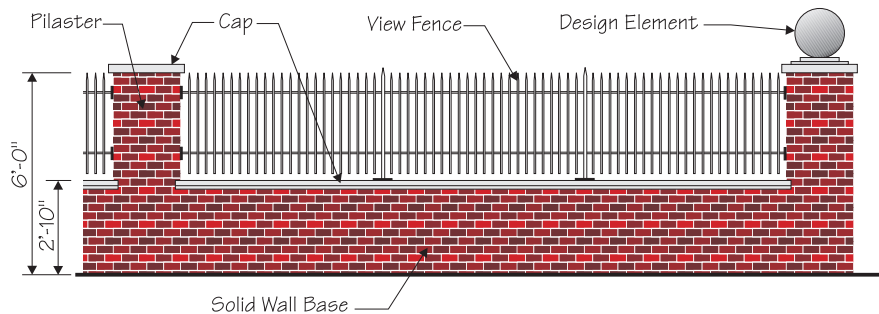 Pilaster
Cap
View Fence
Design Element
6'-0"
2'-10"
Solid Wall Base